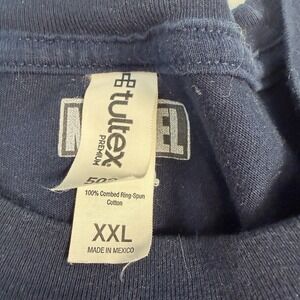 tultex
PREMIUM
100% Combed Ring-Spun
Cotton
XXL
MADE IN MEXICO